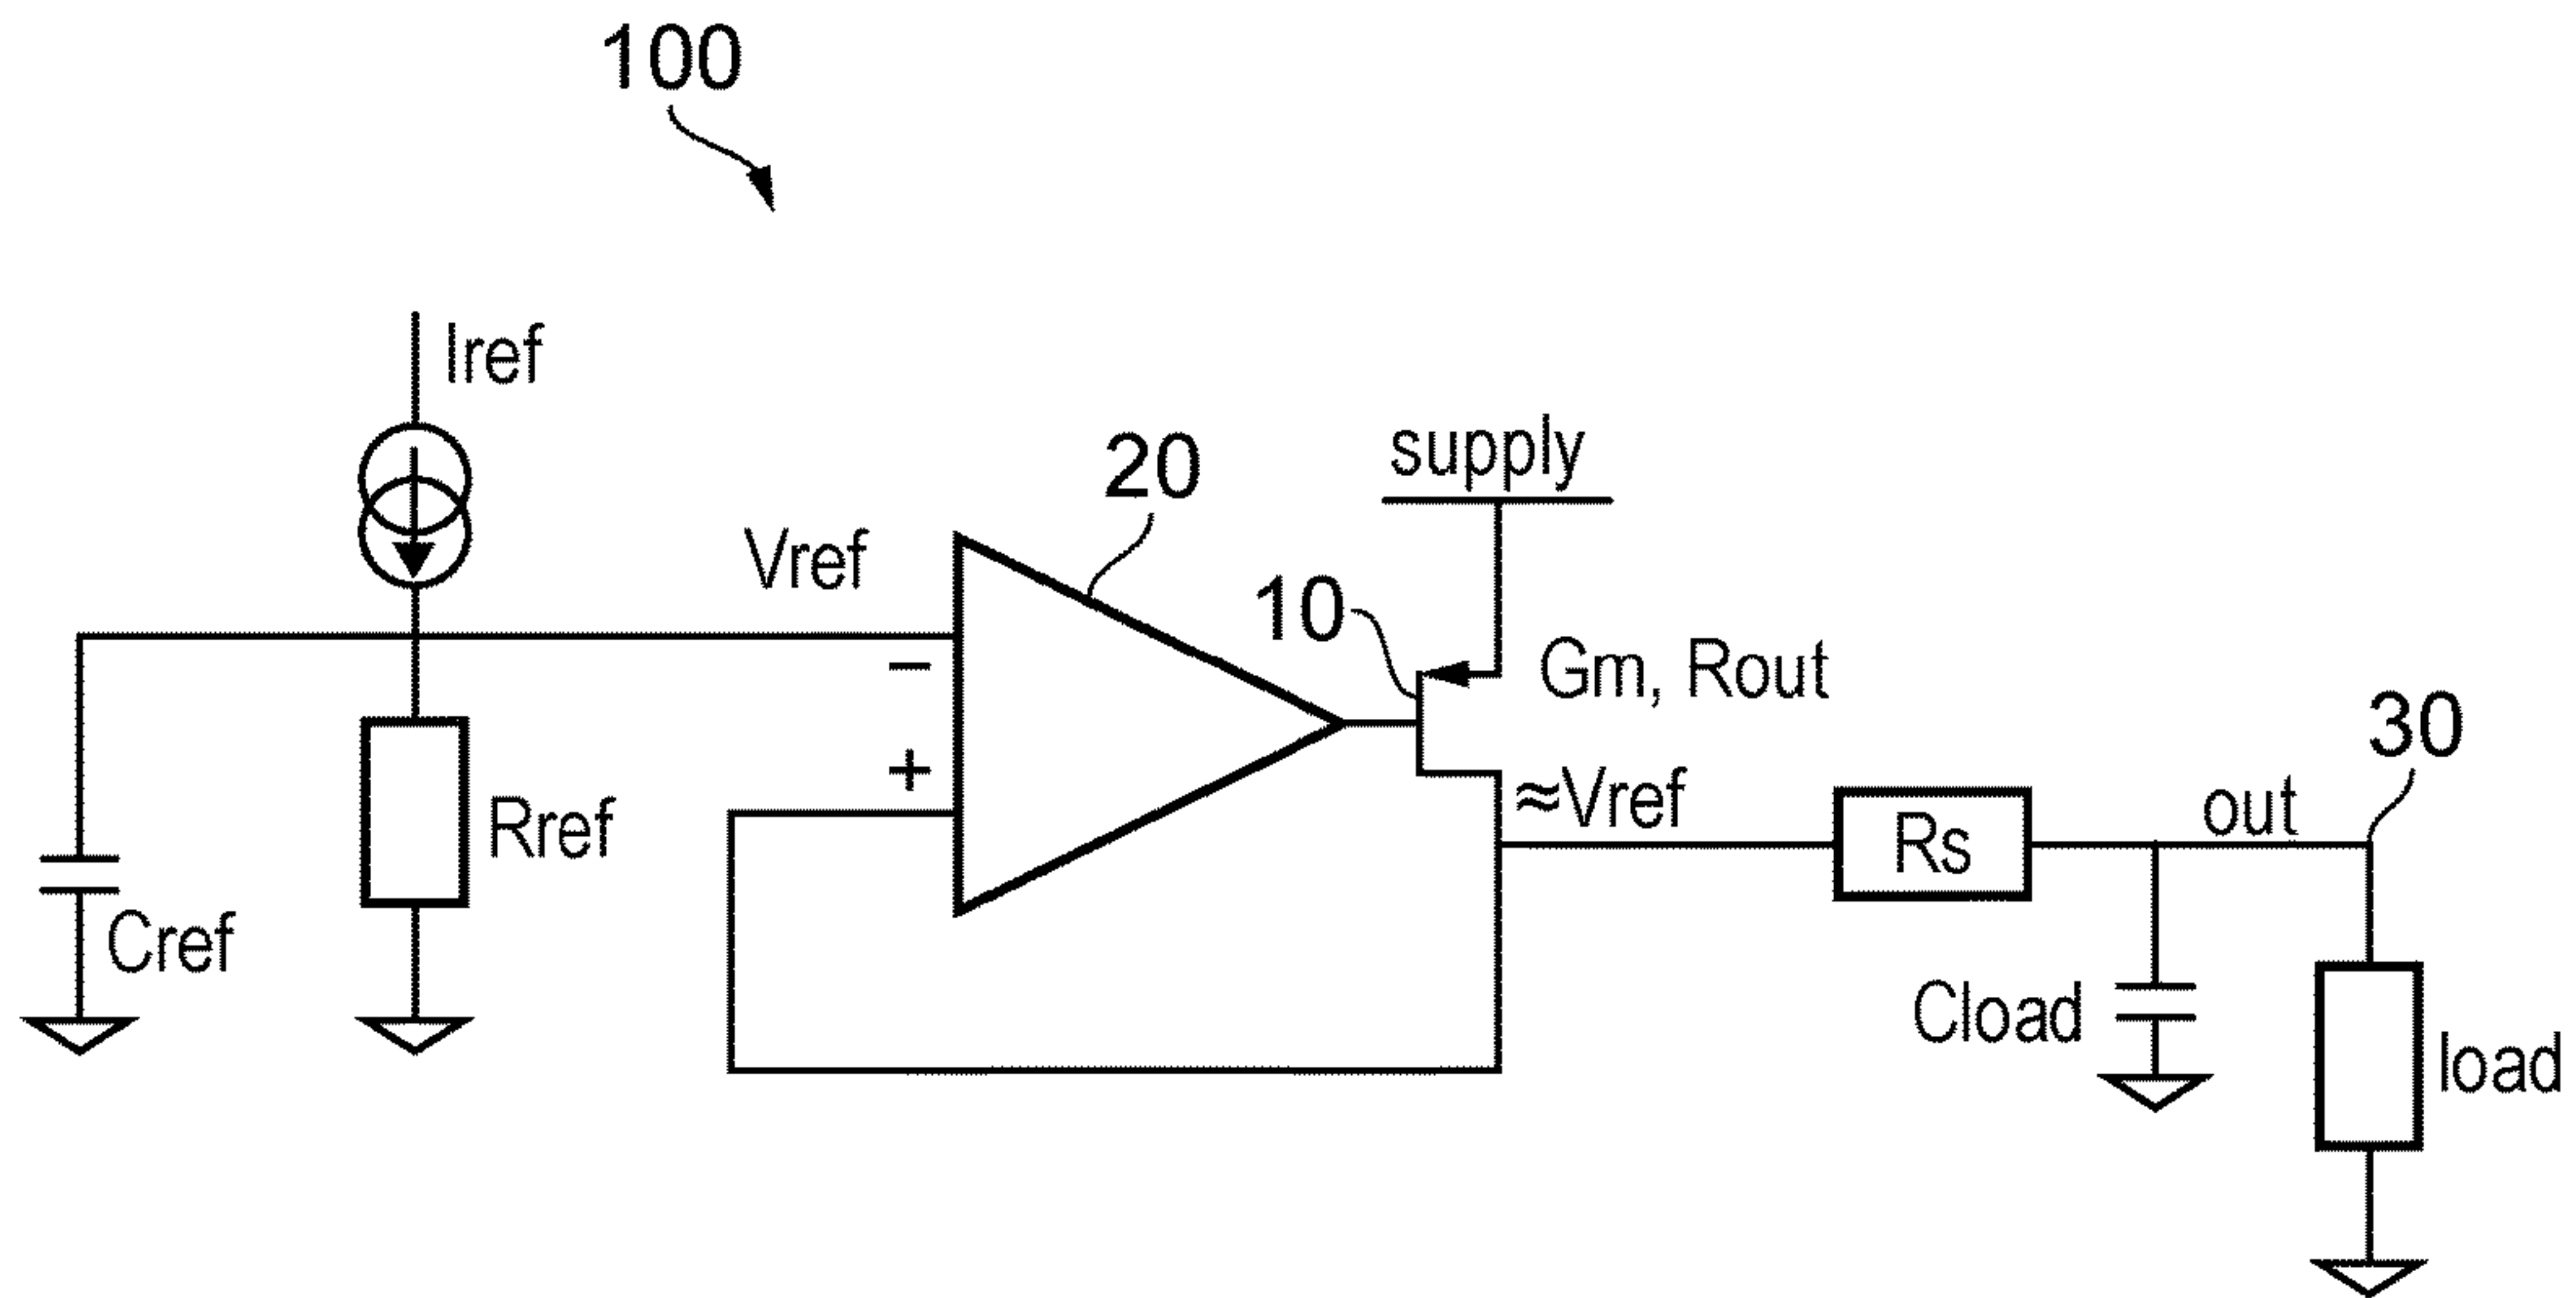 100
Iref
Vref
20
supply
10
Gm, Rout
−
+
≈Vref
30
Rref
Cref
Rs
out
Cload
load